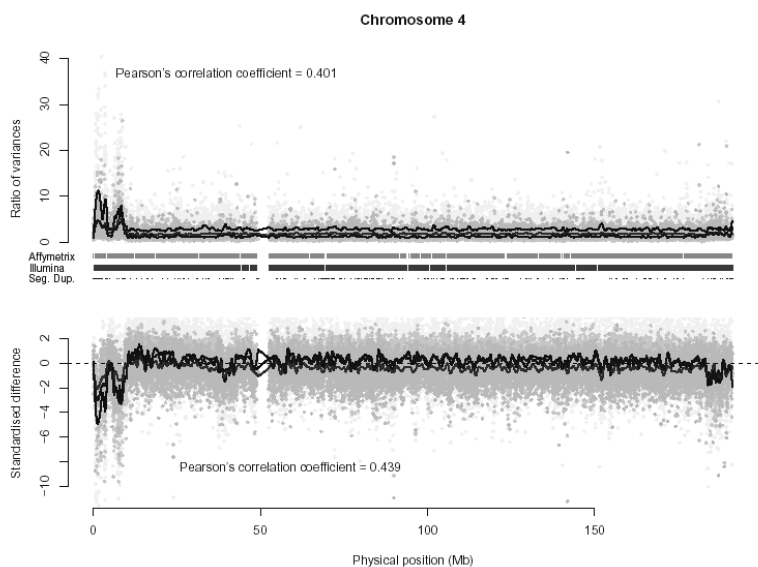 Chromosome 4
40
Pearson's correlation coefficient = 0.401
30
20
10
0
Ratio of variances
Affymetrix
Illumina
Seg. Dup.
2
0
-2
-4
-6
-10
Standardised difference
Pearson's correlation coefficient = 0.439
0 50 100 150
Physical position (Mb)